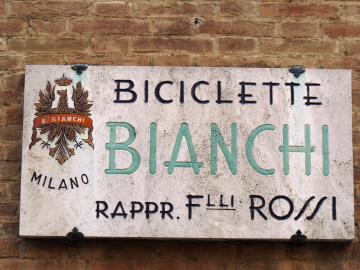 BICICLETTE
E. BIANCHI
BIANCHI
MILANO
RAPPR. FLLI ROSSI